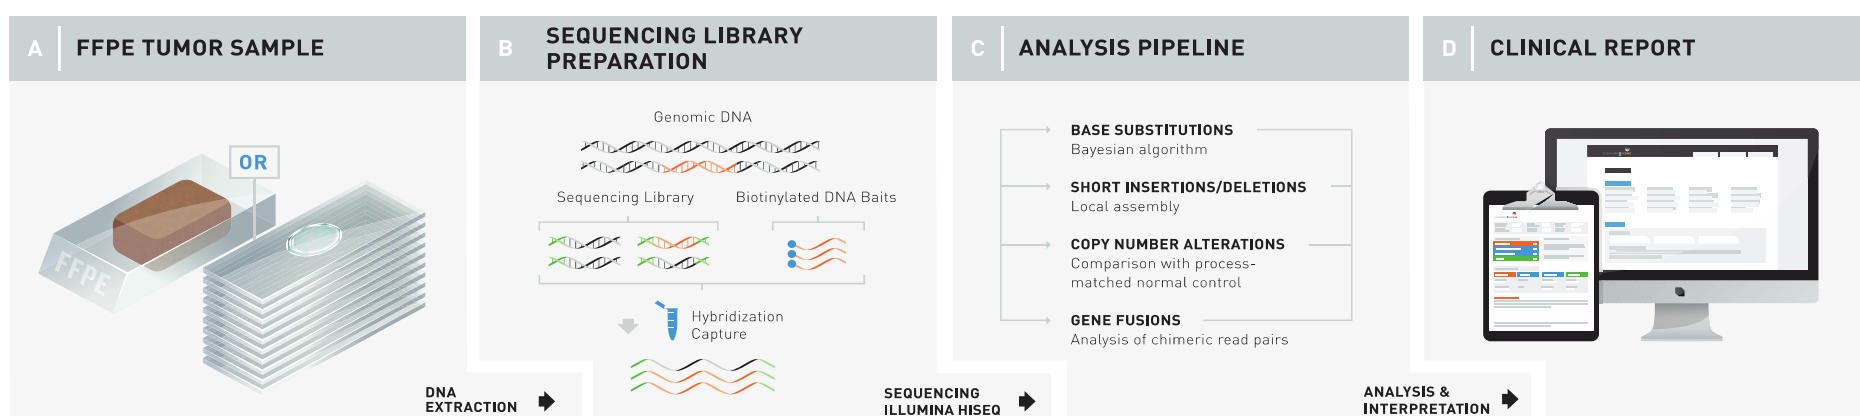 A
FFPE TUMOR SAMPLE
OR
FFPE
DNA
EXTRACTION
B
SEQUENCING LIBRARY
PREPARATION
Genomic DNA
Sequencing Library
Biotinylated DNA Baits
Hybridization
Capture
SEQUENCING
ILLUMINA HISEQ
C
ANALYSIS PIPELINE
BASE SUBSTITUTIONS
Bayesian algorithm
SHORT INSERTIONS/DELETIONS
Local assembly
COPY NUMBER ALTERATIONS
Comparison with process-
matched normal control
GENE FUSIONS
Analysis of chimeric read pairs
ANALYSIS &
INTERPRETATION
D
CLINICAL REPORT